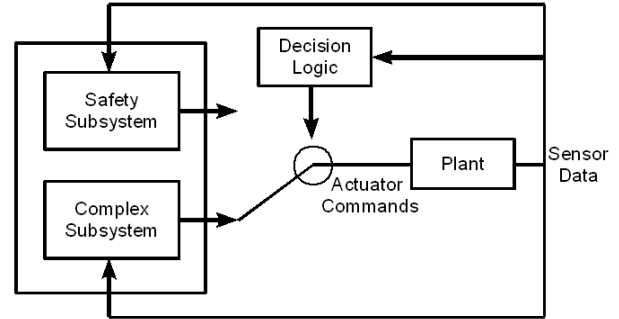 Decision
Logic
Safety
Subsystem
Plant
Sensor
Data
Actuator
Commands
Complex
Subsystem